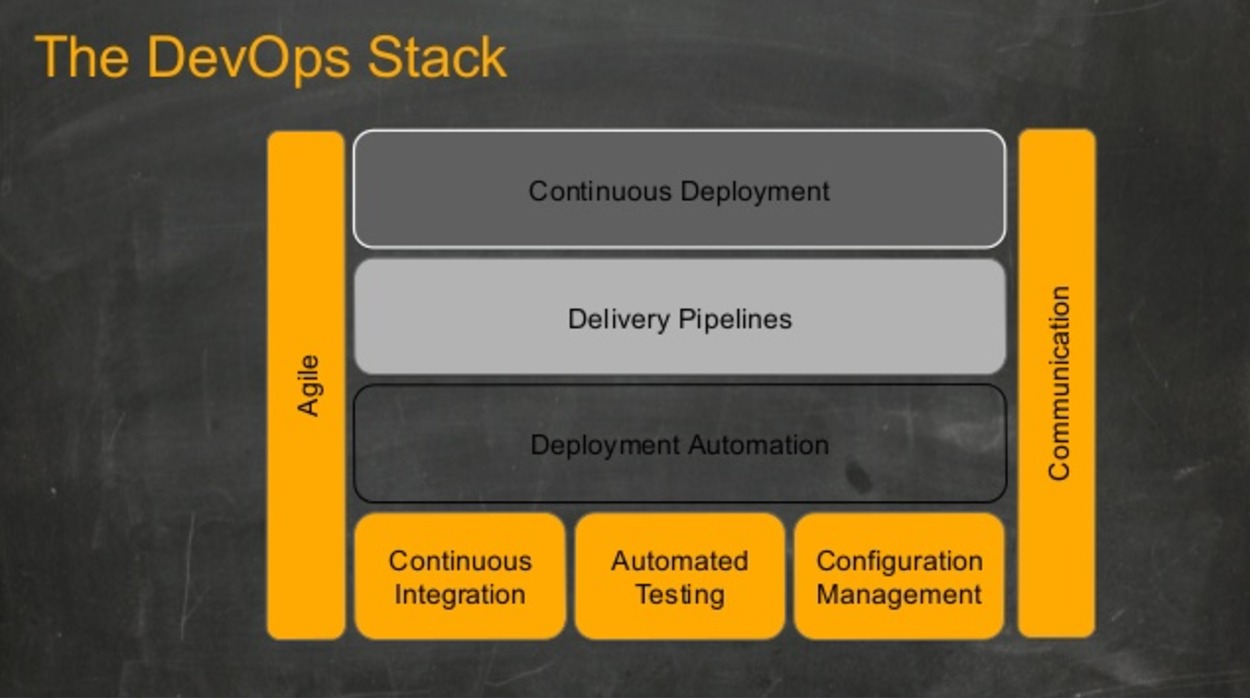 The DevOps Stack
Agile
Continuous Deployment
Delivery Pipelines
Deployment Automation
Continuous
Integration
Automated
Testing
Configuration
Management
Communication